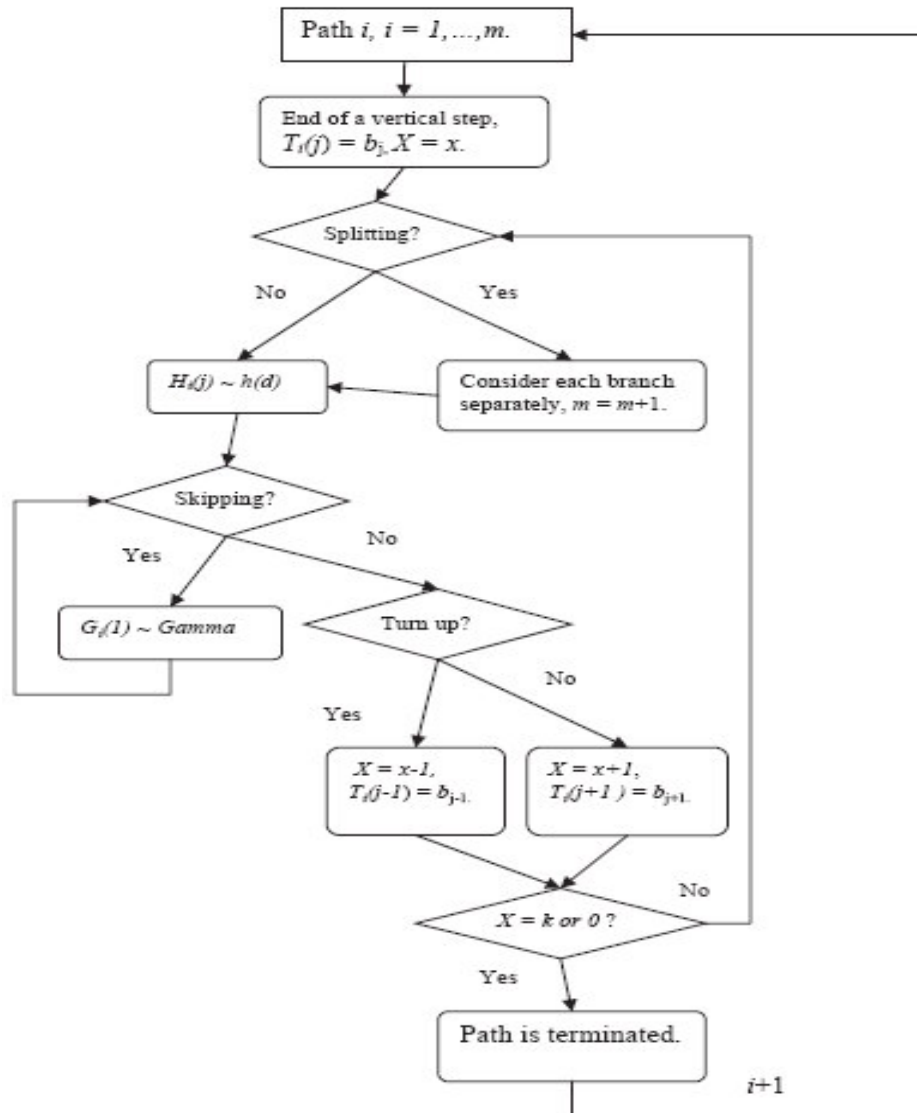 Path i, i = 1,...,m.
End of a vertical step,
Tᵢ(j) = bⱼ, X = x.
Splitting?
No
Yes
Hᵢ(j) ~ h(d)
Consider each branch
separately, m = m+1.
Skipping?
Yes
No
Gᵢ(1) ~ Gamma
Turn up?
Yes
No
X = x-1,
Tᵢ(j-1) = bⱼ₋₁.
X = x+1,
Tᵢ(j+1 ) = bⱼ₊₁.
X = k or 0 ?
No
Yes
Path is terminated.
i+1